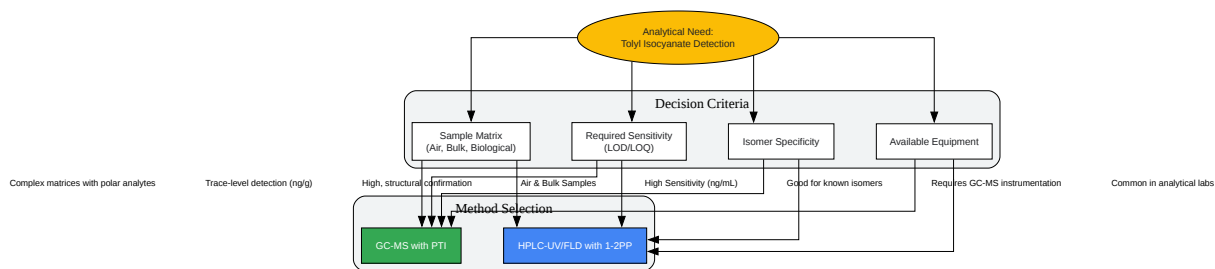 Analytical Need:
Tolyl Isocyanate Detection
Decision Criteria
Sample Matrix
(Air, Bulk, Biological)
Required Sensitivity
(LOD/LOQ)
Isomer Specificity
Available Equipment
Complex matrices with polar analytes
Trace-level detection (ng/g)
High, structural confirmation
Air & Bulk Samples
High Sensitivity (ng/mL)
Good for known isomers
Requires GC-MS instrumentation
Common in analytical labs
Method Selection
GC-MS with PTI
HPLC-UV/FLD with 1-2PP